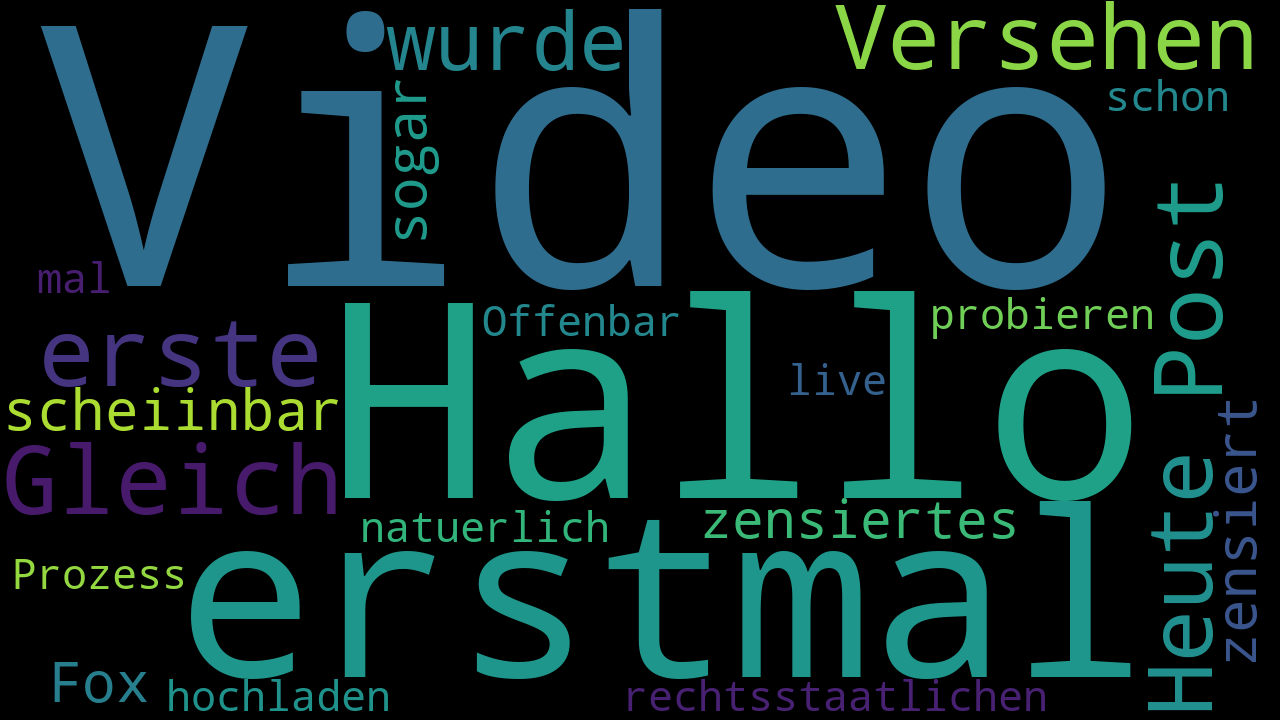 Video
wurde
Versehen
schon
sogar
mal
Hallo
Offenbar
probieren
Post
erste
live
scheiinbar
Gleich
zensiert
natuerlich
zensiertes
Heute
erstmal
Prozess
Fox
hochladen
rechtsstaatlichen